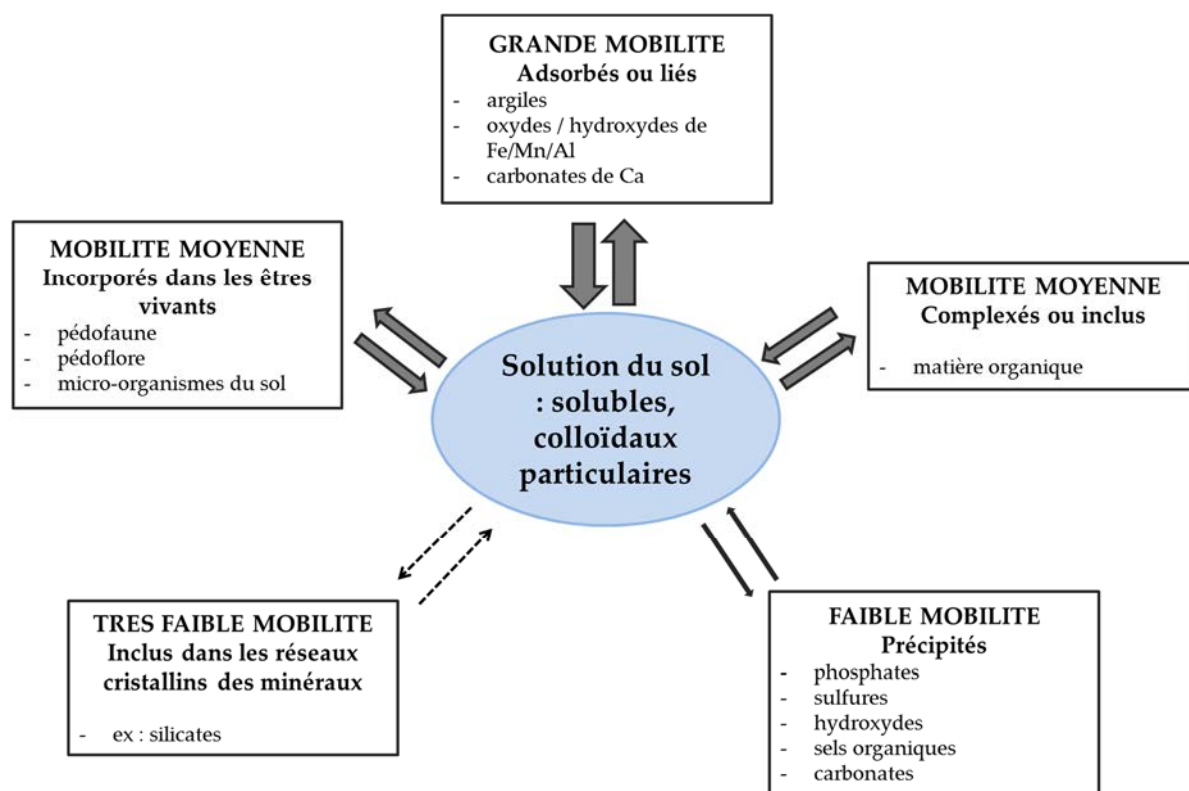 GRANDE MOBILITE
Adsorbés ou liés
- argiles
- oxydes / hydroxydes de
Fe/Mn/Al
- carbonates de Ca
MOBILITE MOYENNE
Incorporés dans les êtres
vivants
- pédofaune
- pédoflore
- micro-organismes du sol
MOBILITE MOYENNE
Complexés ou inclus
- matière organique
Solution du sol
: solubles,
colloïdaux
particulaires
TRES FAIBLE MOBILITE
Inclus dans les réseaux
cristallins des minéraux
- ex : silicates
FAIBLE MOBILITE
Précipités
- phosphates
- sulfures
- hydroxydes
- sels organiques
- carbonates